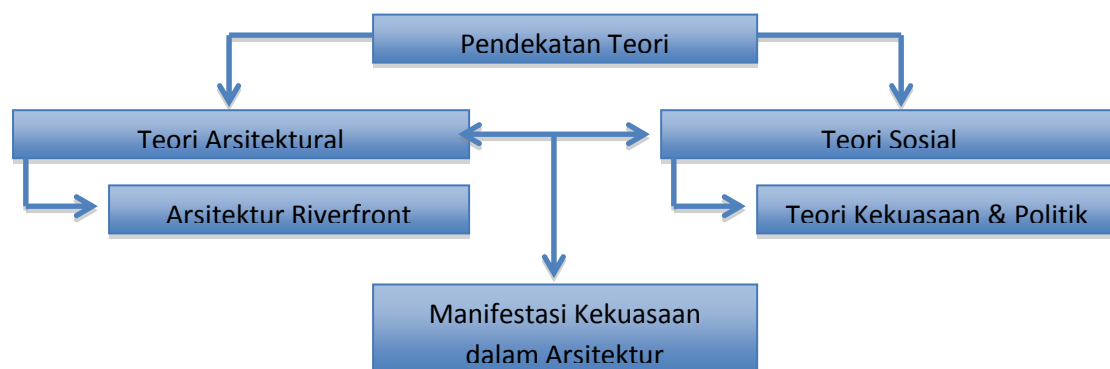 Pendekatan Teori
Teori Arsitektural
Teori Sosial
Arsitektur Riverfront
Teori Kekuasaan & Politik
Manifestasi Kekuasaan
dalam Arsitektur